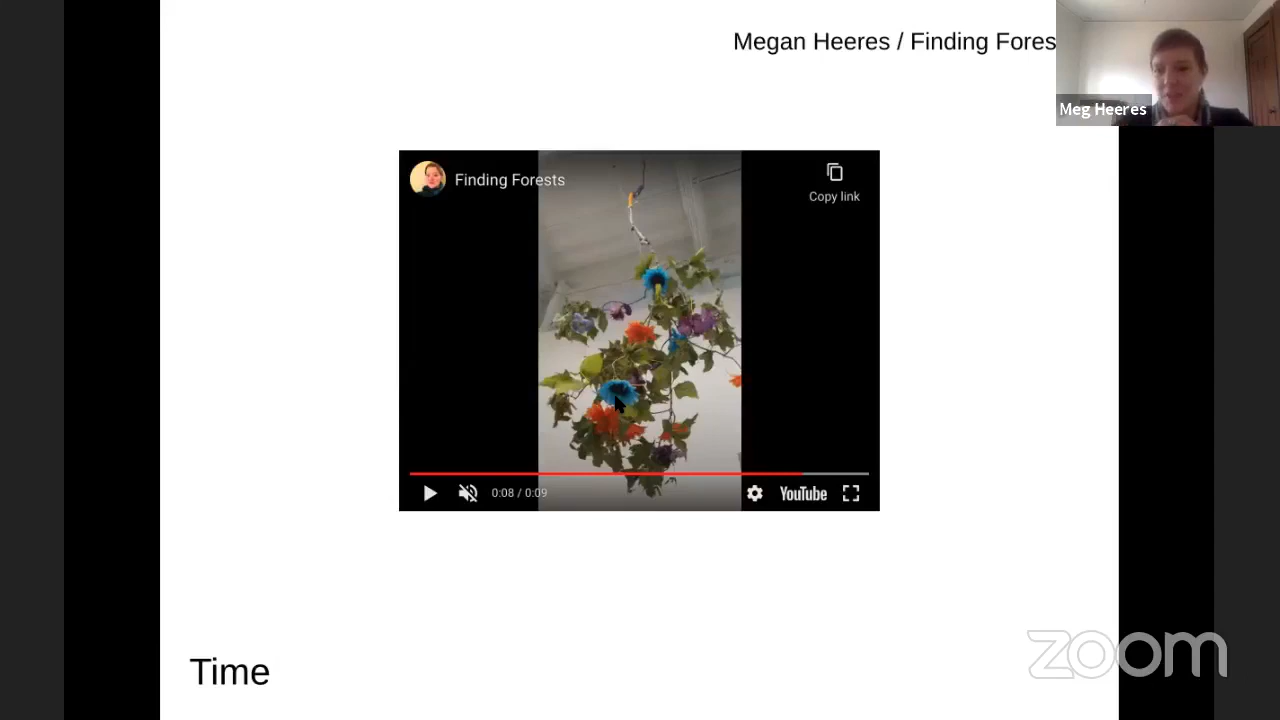 Megan Heeres / Finding Fores
Meg Heeres
Finding Forests
Copy link
0:08 / 0:09
YouTube
Time
zoom